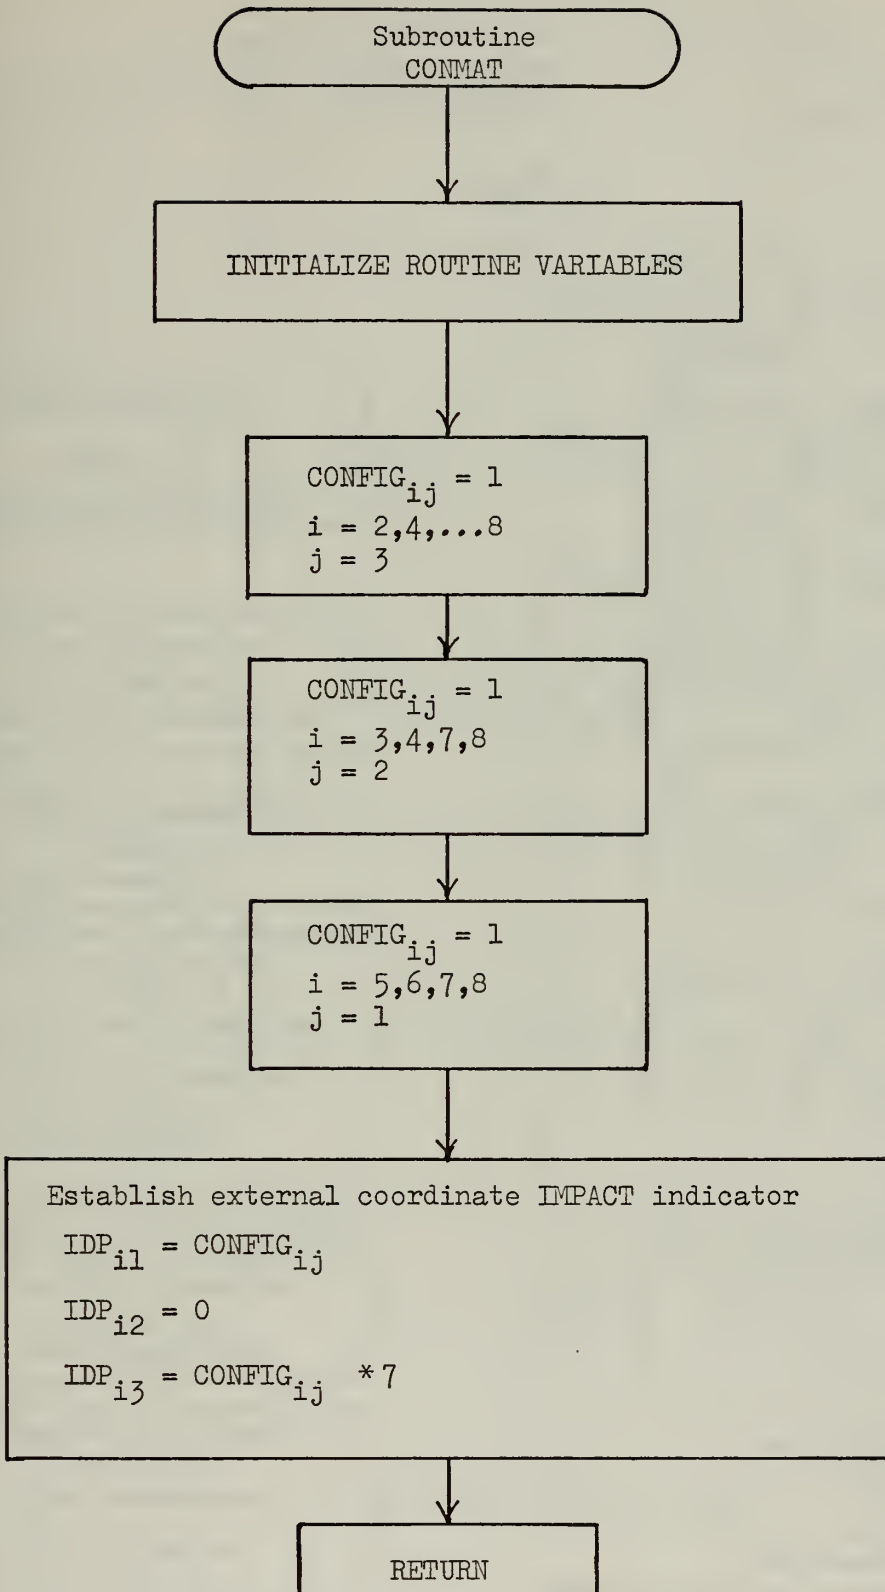 Subroutine
CONMAT
INITIALIZE ROUTINE VARIABLES
CONFIG_ij = 1
i = 2,4,...8
j = 3
CONFIG_ij = 1
i = 3,4,7,8
j = 2
CONFIG_ij = 1
i = 5,6,7,8
j = 1
Establish external coordinate IMPACT indicator
IDP_i1 = CONFIG_ij
IDP_i2 = 0
IDP_i3 = CONFIG_ij *7
RETURN